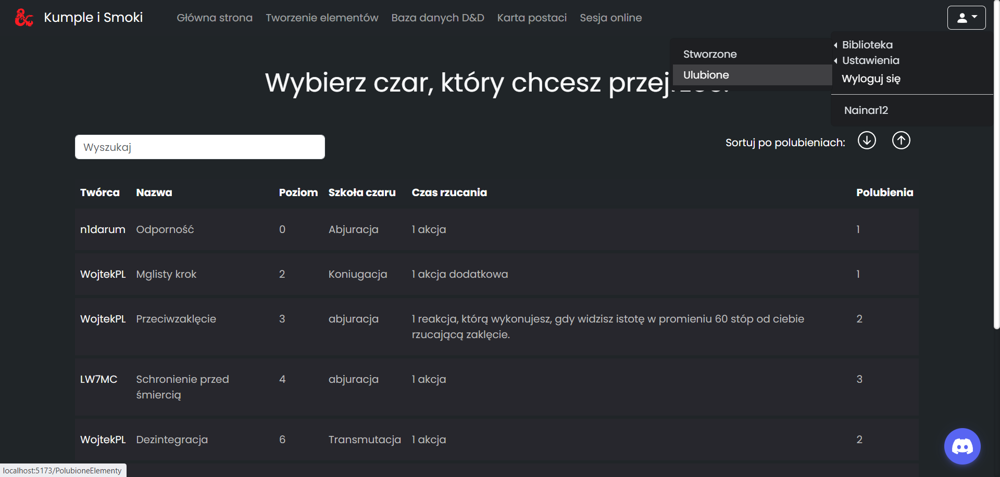 Kumple i Smoki
Główna strona
Tworzenie elementów
Baza danych D&D
Karta postaci
Sesja online
Biblioteka
Ustawienia
Wyloguj się
Nainar12
Stworzone
Ulubione
Wybierz czar, który chcesz
Wyszukaj
Sortuj po polubieniach:
Twórca Nazwa Poziom Szkoła czaru Czas rzucania Polubienia
n1darum Odporność 0 Abjuracja 1 akcja 1
WojtekPL Mglisty krok 2 Koniugacja 1 akcja dodatkowa 1
WojtekPL Przeciwzaklęcie 3 abjuracja 1 reakcja, którą wykonujesz, gdy widzisz istotę w promieniu 60 stóp od ciebie 2
rzucającą zaklęcie.
LW7MC Schronienie przed 4 abjuracja 1 akcja 3
śmiercią
WojtekPL Dezintegracja 6 Transmutacja 1 akcja 2
localhost:5173/PolubioneElementy